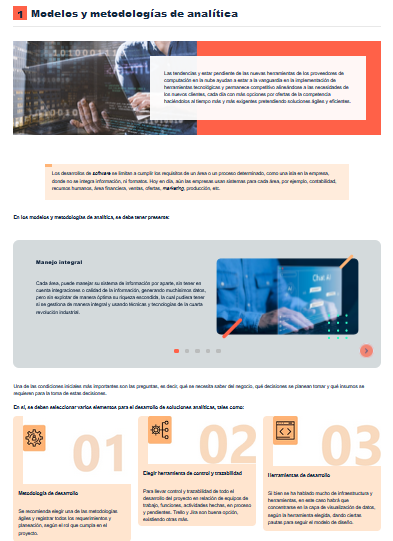 1 Modelos y metodologías de analítica
Las tendencias y estar pendiente de las nuevas herramientas de los proveedores de
computación en la nube ayudan a estar a la vanguardia en la implementación de
herramientas tecnológicas y permanece competitivo alineándose a las necesidades de
los nuevos clientes, cada día con más opciones por ofertas de la competencia
haciéndolos al tiempo más y más exigentes pretendiendo soluciones ágiles y eficientes.
Los desarrollos de software se limitan a cumplir los requisitos de un área o un proceso determinado, como una isla en la empresa,
donde no se integra información, ni formatos. Hoy en día, aún las empresas usan sistemas para cada área, por ejemplo, contabilidad,
recursos humanos, área financiera, ventas, ofertas, marketing, producción, etc.
En los modelos y metodologías de analítica, se debe tener presente:
Manejo integral
Cada área, puede manejar su sistema de información por aparte, sin tener en
cuenta integraciones o calidad de la información, generando muchísimos datos,
pero sin explotar de manera óptima su riqueza escondida, la cual pudiera tener
si se gestiona de manera integral y usando técnicas y tecnologías de la cuarta
revolución industrial.
Chat AI
Una de las condiciones iniciales más importantes son las preguntas, es decir, qué se necesita saber del negocio, qué decisiones se planean tomar y qué insumos se
requieren para la toma de estas decisiones.
En sí, se deben seleccionar varios elementos para el desarrollo de soluciones analíticas, tales como:
01
Metodología de desarrollo
Se recomienda elegir una de las metodologías
ágiles y registrar todos los requerimientos y
planeación, según el rol que cumpla en el
proyecto.
02
Elegir herramienta de control y trazabilidad
Para llevar control y trazabilidad de todo el
desarrollo del proyecto en relación de equipos de
trabajo, funciones, actividades hechas, en proceso
y pendientes. Trello y Jira son buena opción,
existiendo otras más.
03
Herramientas de desarrollo
Si bien se ha hablado mucho de infraestructura y
herramientas, en este caso habrá que
concentrarse en la capa de visualización de datos,
según la herramienta elegida, dando ciertas
pautas para seguir el modelo de diseño.